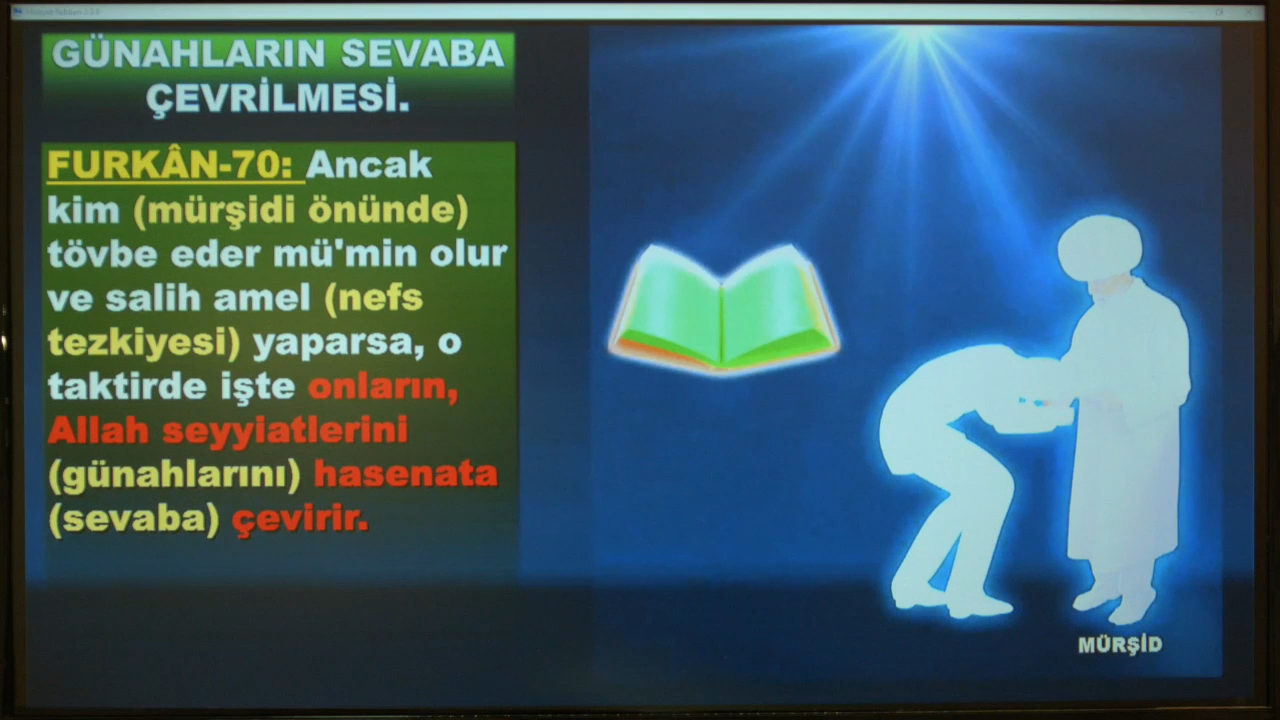 GÜNAHLARIN SEVABA
ÇEVRİLMESİ.
FURKÂN-70: Ancak
kim (mürşidi önünde)
tövbe eder mü'min olur
ve salih amel (nefs
tezkiyesi) yaparsa, o
taktirde işte onların,
Allah seyyiatlerini
(günahlarını) hasenata
(sevaba) çevirir.
MÜRŞİD